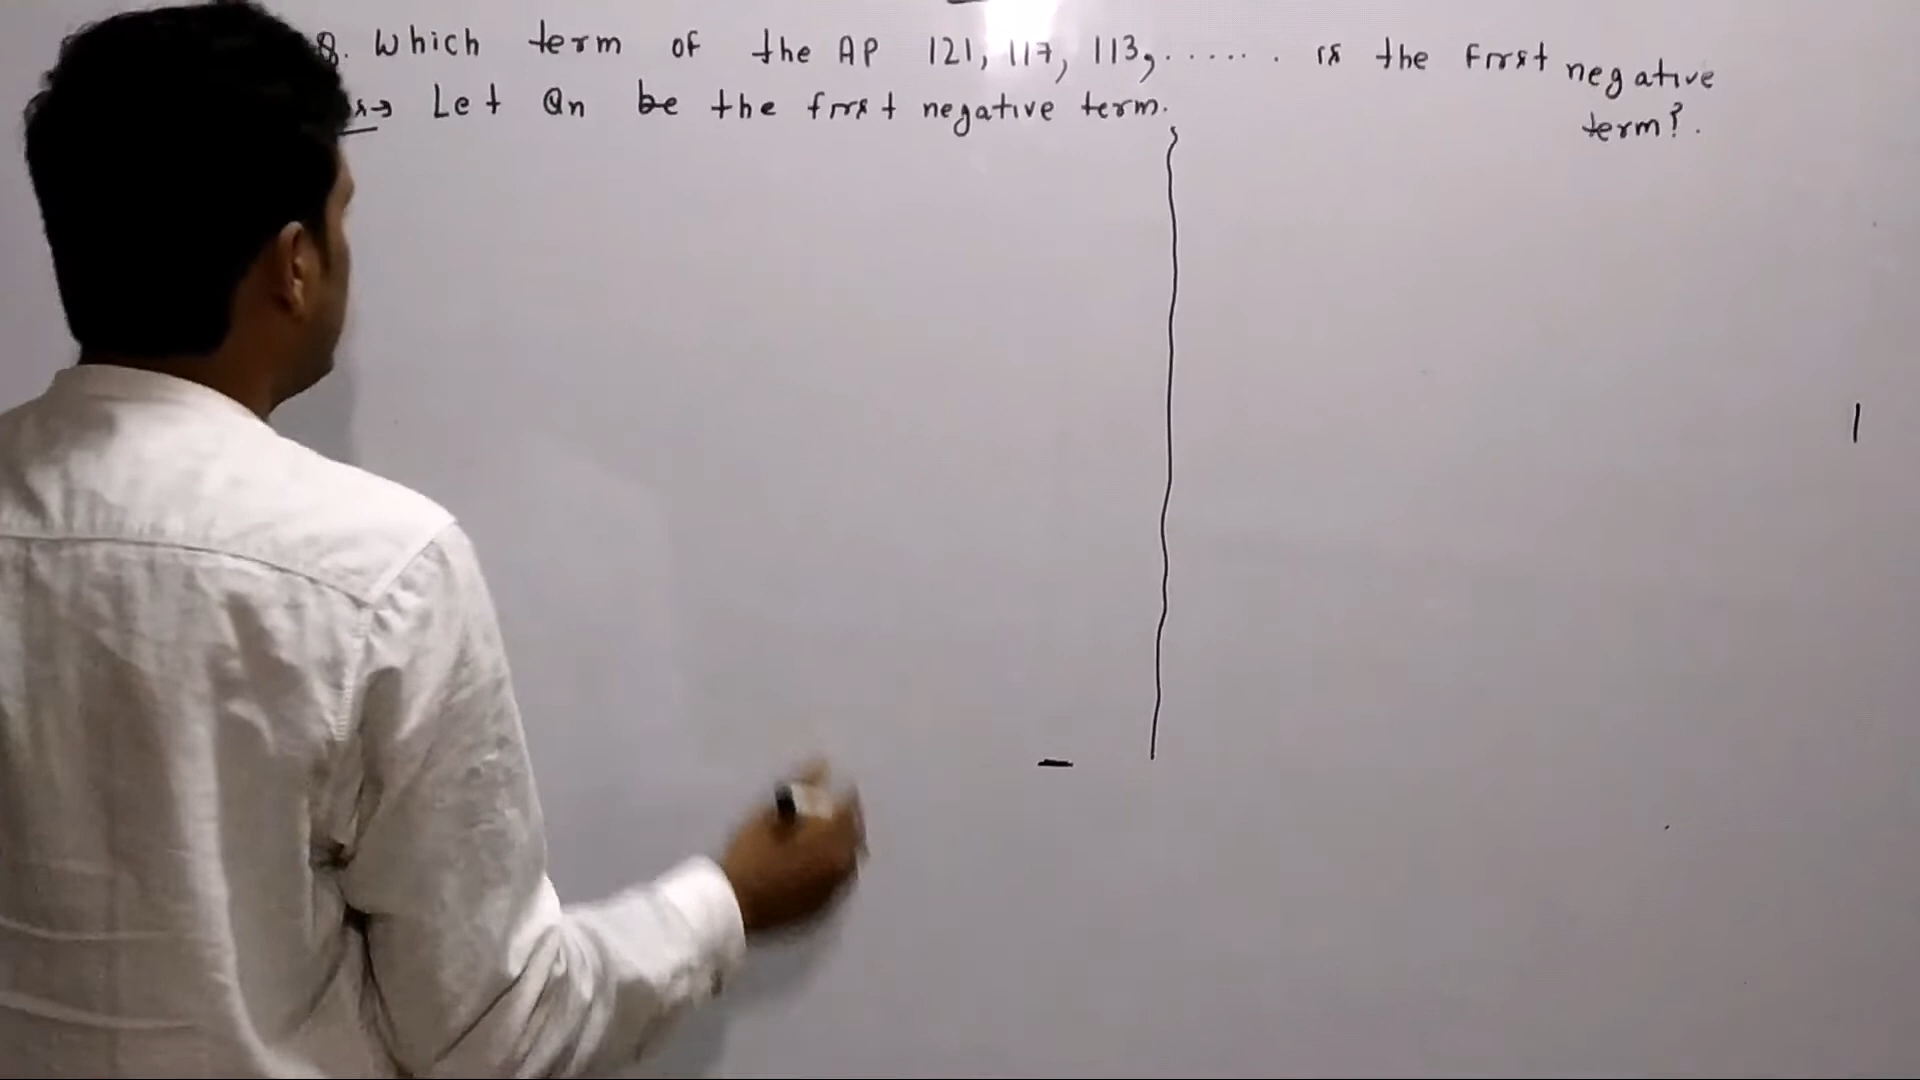 8. Which term of the AP 121, 117, 113, ...... is the first negative
term?.
Let an be the first negative term.